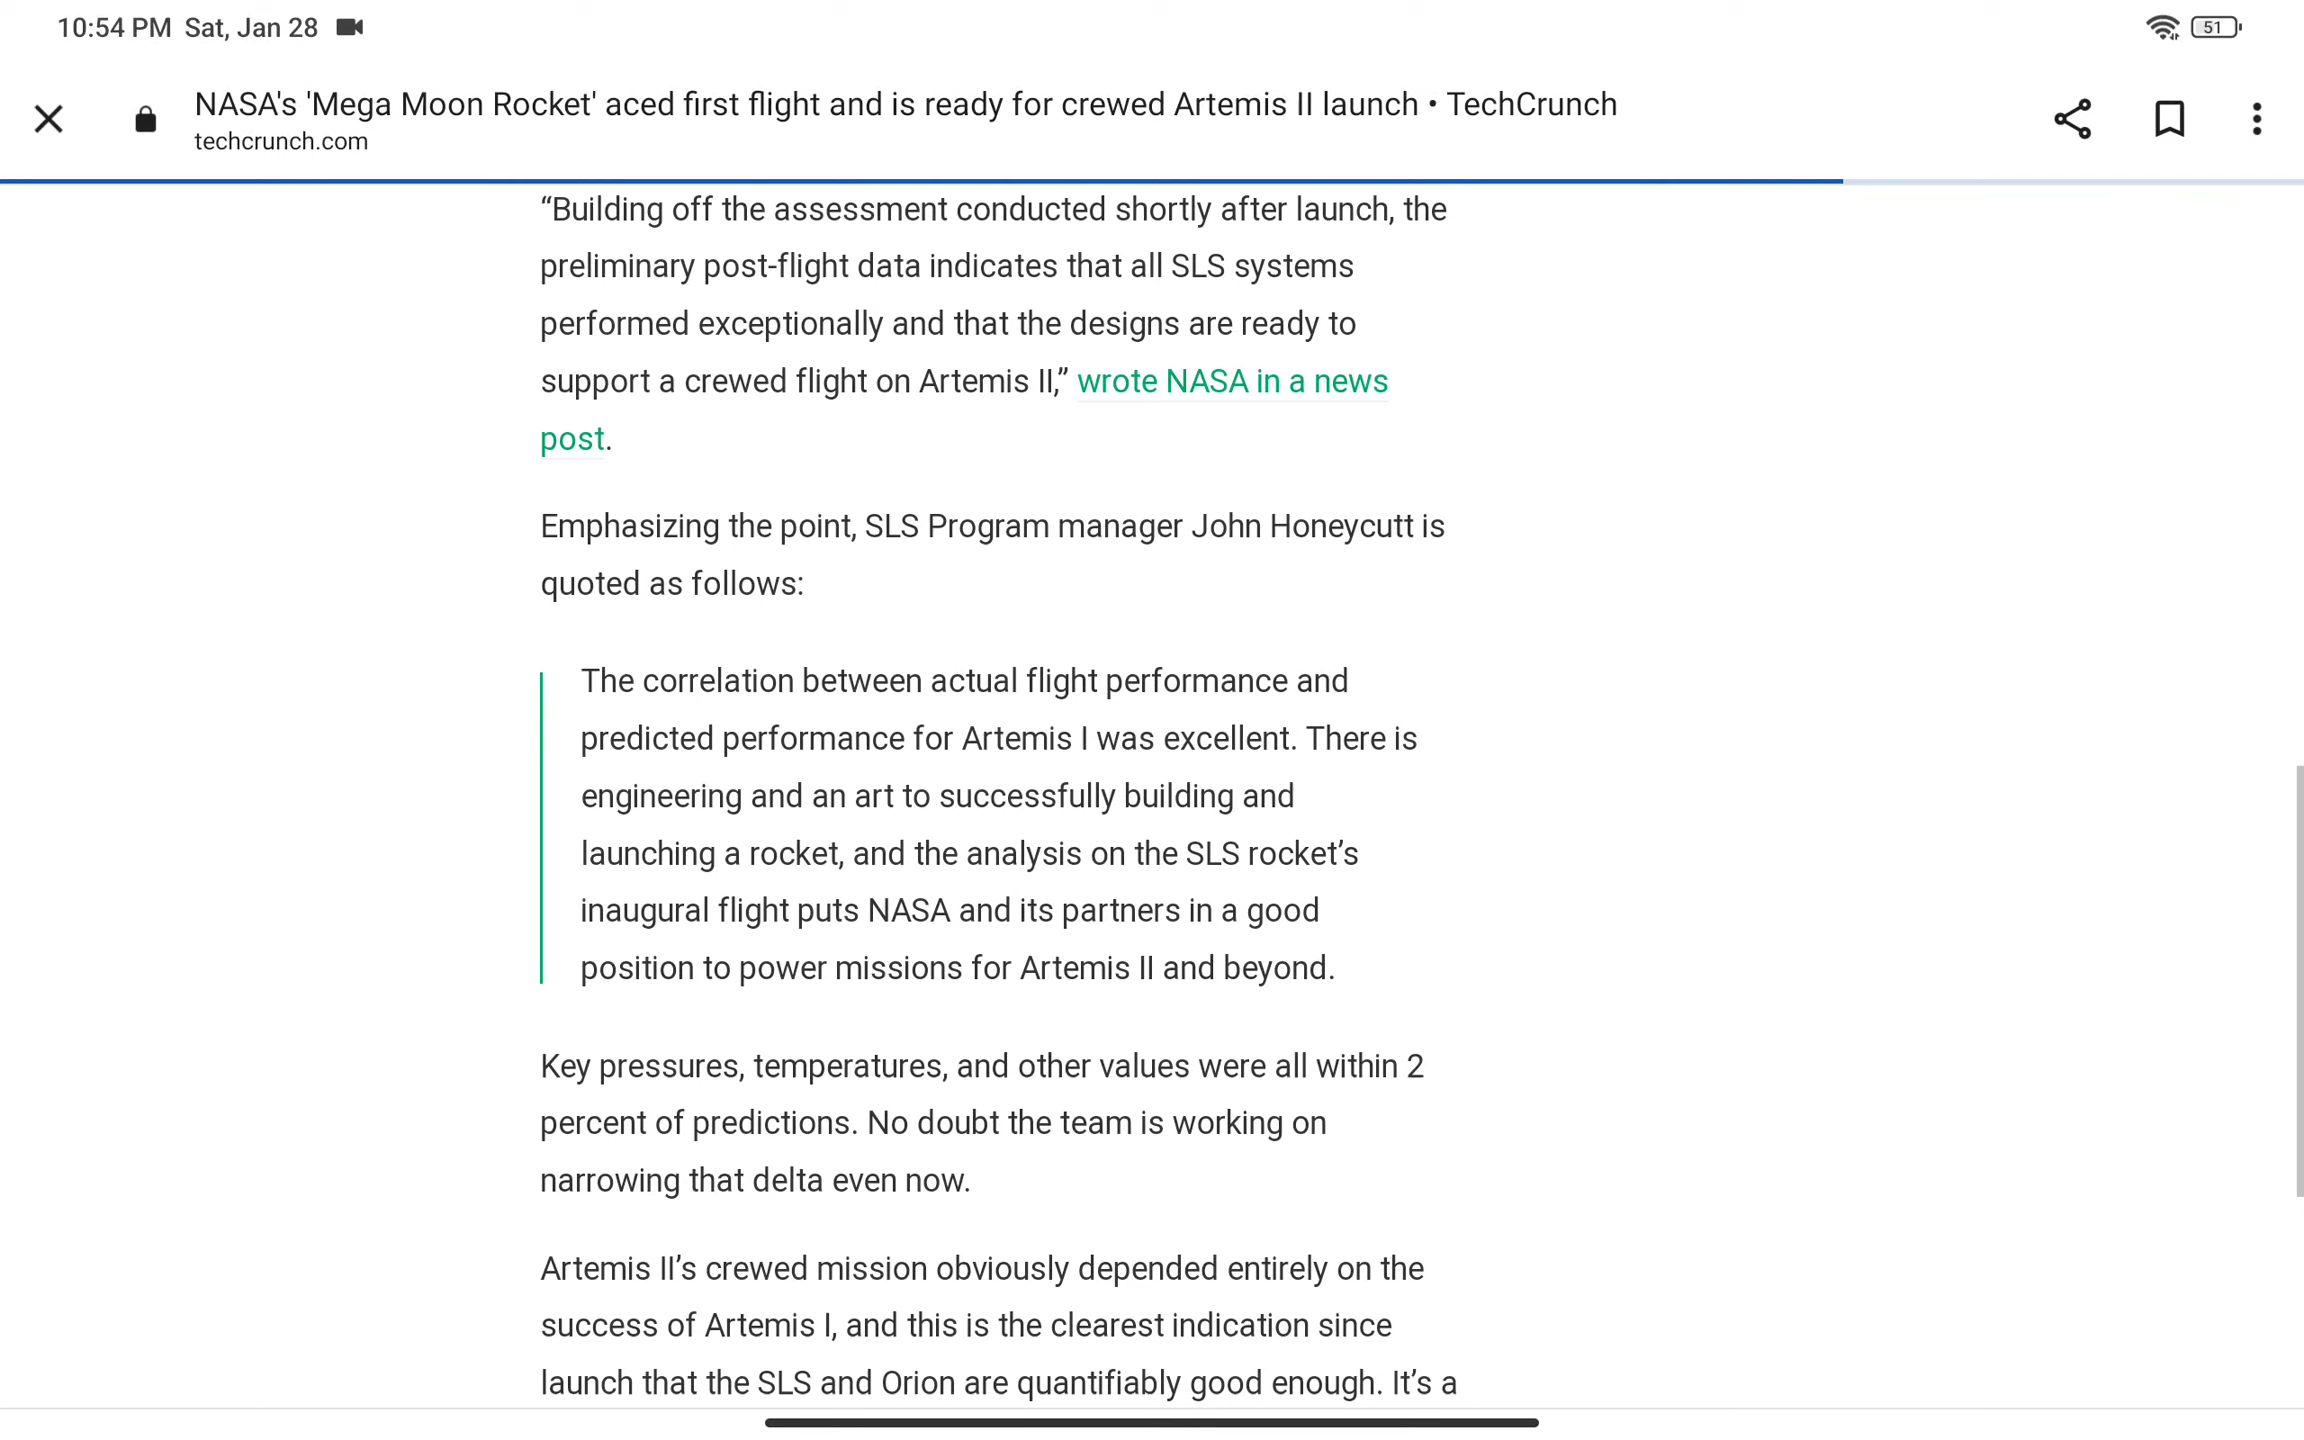 10:54 PM Sat, Jan 28
51
NASA's 'Mega Moon Rocket' aced first flight and is ready for crewed Artemis II launch • TechCrunch
techcrunch.com
“Building off the assessment conducted shortly after launch, the
preliminary post-flight data indicates that all SLS systems
performed exceptionally and that the designs are ready to
support a crewed flight on Artemis II,” wrote NASA in a news
post.
Emphasizing the point, SLS Program manager John Honeycutt is
quoted as follows:
The correlation between actual flight performance and
predicted performance for Artemis I was excellent. There is
engineering and an art to successfully building and
launching a rocket, and the analysis on the SLS rocket’s
inaugural flight puts NASA and its partners in a good
position to power missions for Artemis II and beyond.
Key pressures, temperatures, and other values were all within 2
percent of predictions. No doubt the team is working on
narrowing that delta even now.
Artemis II’s crewed mission obviously depended entirely on the
success of Artemis I, and this is the clearest indication since
launch that the SLS and Orion are quantifiably good enough. It’s a